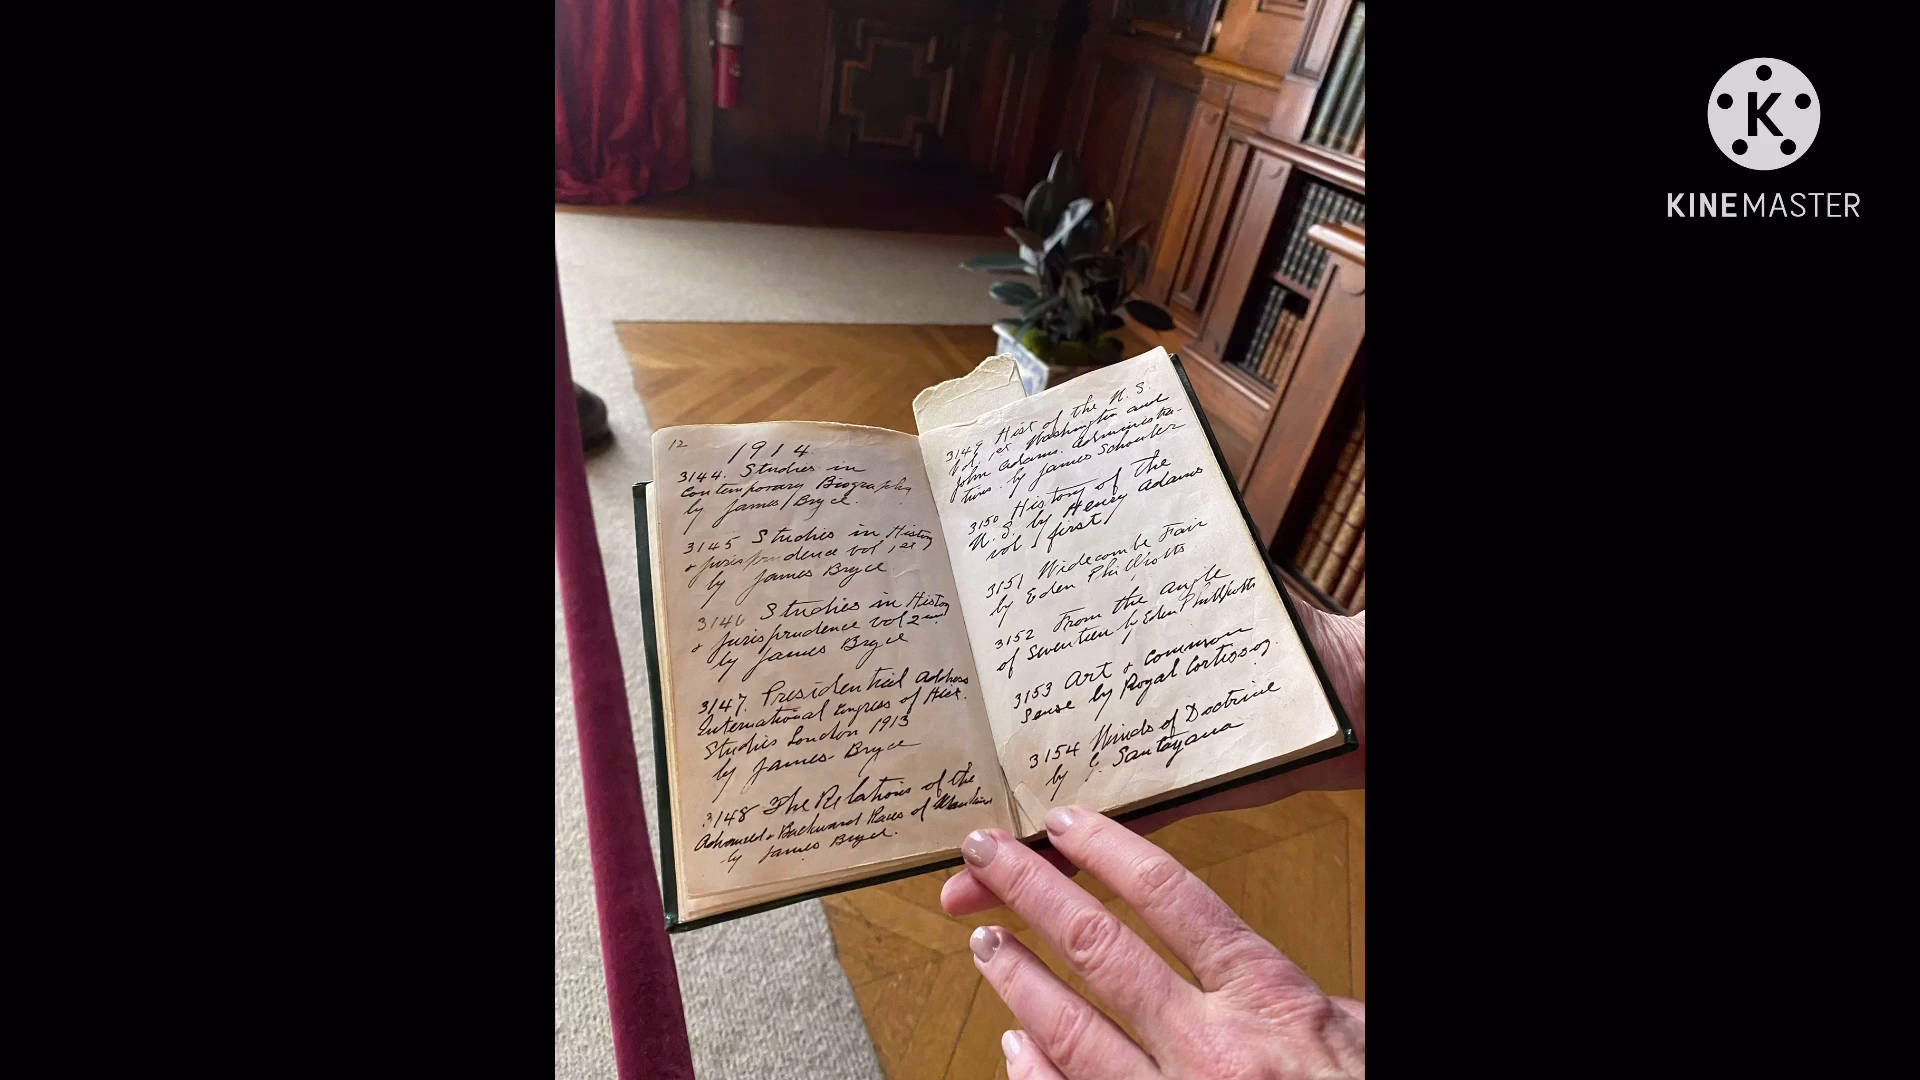 12
1914.
3144. Studies in
Contemporary Biography
by James Bryce.
3145 Studies in History
+ jurisprudence vol 1st
by James Bryce
3146 Studies in History
+ jurisprudence vol 2nd
by James Bryce
3147. Presidential Address
International Congress of Hist.
Studies London 1913
by James Bryce
3148 The Relations of the
Advanced + Backward Races of Mankind
by James Bryce.
3149 Hist of the U. S.
Vol, 1st Washington and
John Adams. Administra-
tions. by James Schouler
3150 History of the
U. S. by Henry Adams
vol 1 first
3151 Widecombe Fair
by Eden Phillpotts.
3152 From the angle
of Seventeen by Eden Phillpotts
3153 Art + Common
Sense by Royal Cortissoz.
3154 Winds of Doctrine
by G. Santayana
K
KINEMASTER